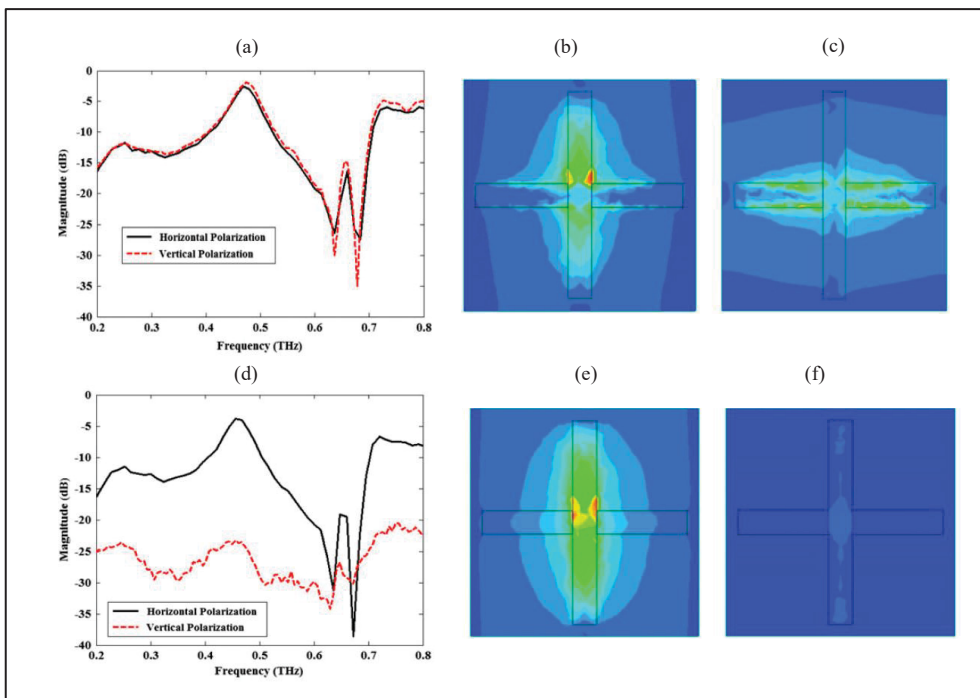 (a)
(b)
(c)
Magnitude (dB)
0
-5
-10
-15
-20
-25
-30
-35
-40
Horizontal Polarization
Vertical Polarization
0.2 0.3 0.4 0.5 0.6 0.7 0.8
Frequency (THz)
(d)
(e)
(f)
Magnitude (dB)
0
-5
-10
-15
-20
-25
-30
-35
-40
Horizontal Polarization
Vertical Polarization
0.2 0.3 0.4 0.5 0.6 0.7 0.8
Frequency (THz)